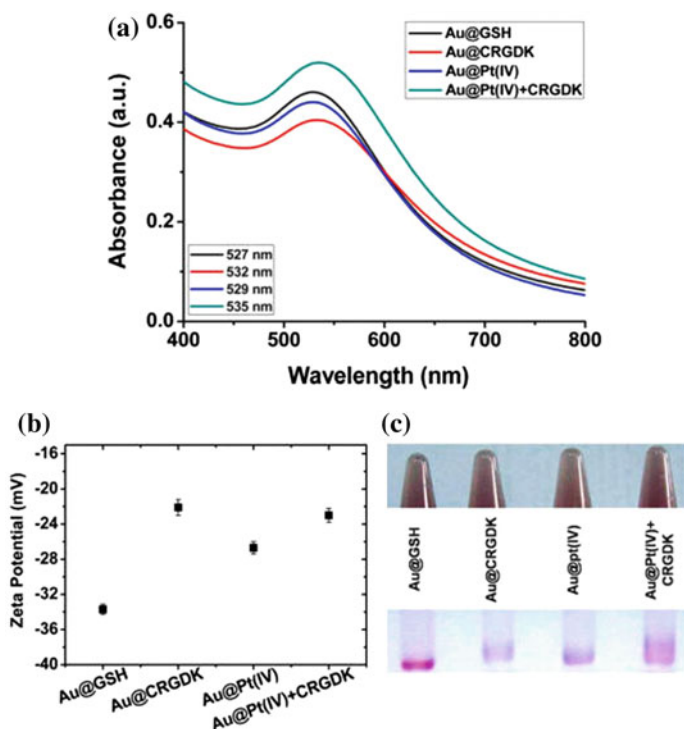 (a)
0.6
0.4
0.2
0.0
Absorbance (a.u.)
Au@GSH
Au@CRGDK
Au@Pt(IV)
Au@Pt(IV)+CRGDK
527 nm
532 nm
529 nm
535 nm
400
500
600
700
800
Wavelength (nm)
(b)
-16
-20
-24
-28
-32
-36
-40
Zeta Potential (mV)
Au@GSH
Au@CRGDK
Au@Pt(IV)
Au@Pt(IV)+CRGDK
(c)
Au@GSH
Au@CRGDK
Au@pt(IV)
Au@Pt(IV)+
CRGDK